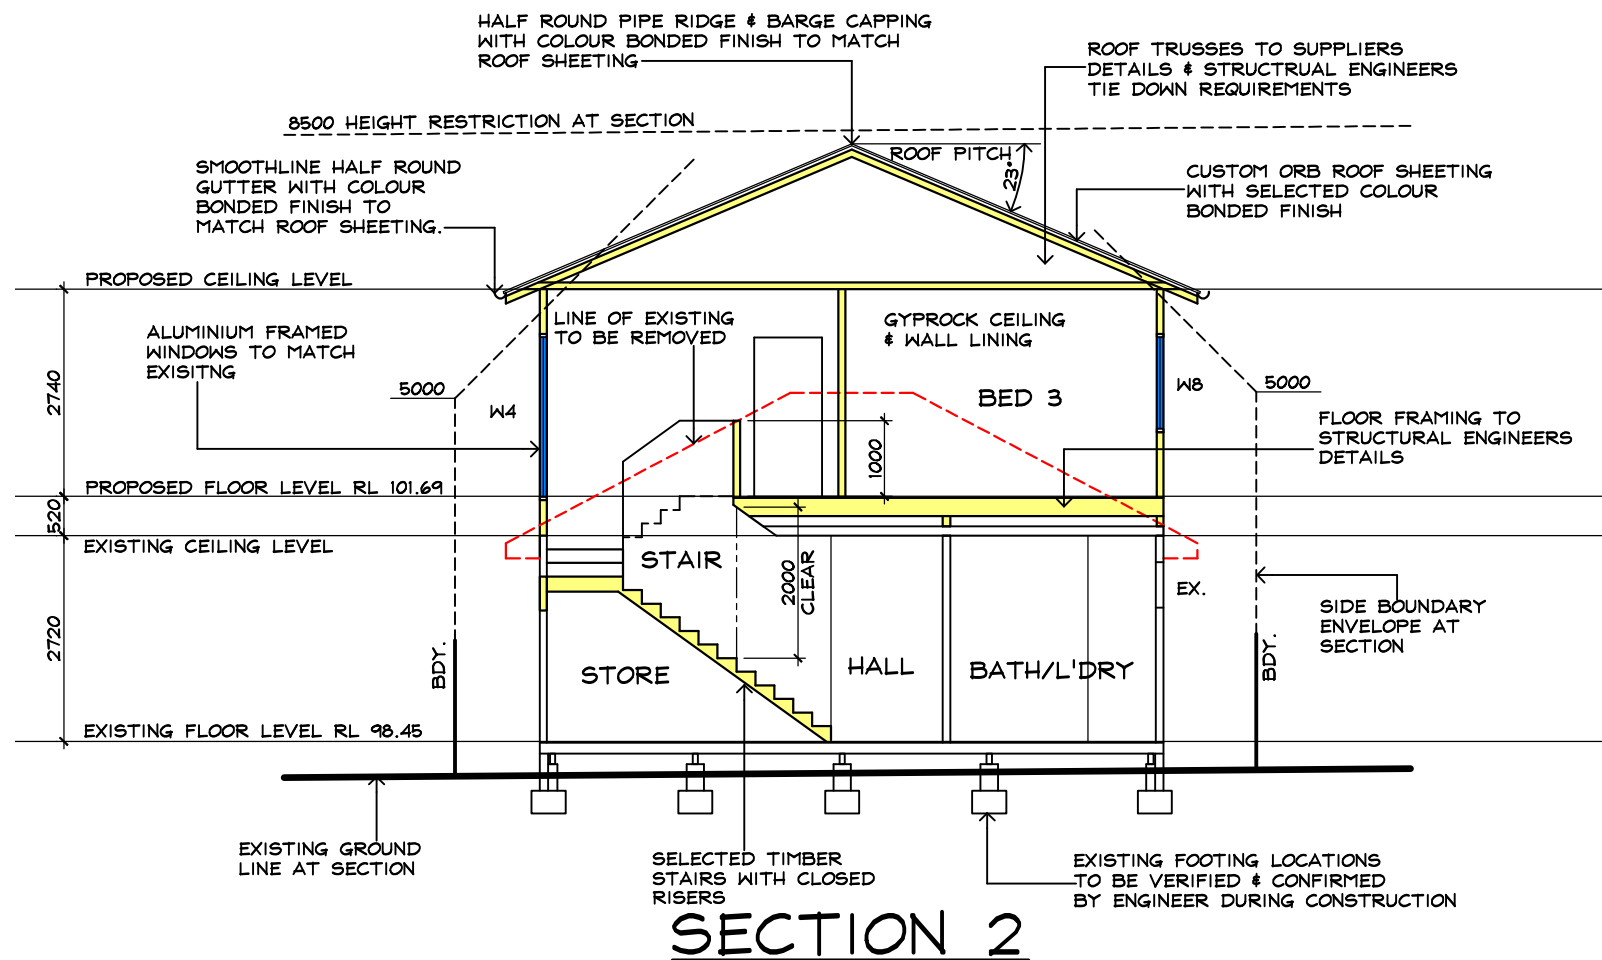 HALF ROUND PIPE RIDGE & BARGE CAPPING
WITH COLOUR BONDED FINISH TO MATCH
ROOF SHEETING
ROOF TRUSSES TO SUPPLIERS
DETAILS & STRUCTRUAL ENGINEERS
TIE DOWN REQUIREMENTS
8500 HEIGHT RESTRICTION AT SECTION
SMOOTHLINE HALF ROUND
GUTTER WITH COLOUR
BONDED FINISH TO
MATCH ROOF SHEETING.
ROOF PITCH
23°
CUSTOM ORB ROOF SHEETING
WITH SELECTED COLOUR
BONDED FINISH
PROPOSED CEILING LEVEL
ALUMINIUM FRAMED
WINDOWS TO MATCH
EXISITNG
LINE OF EXISTING
TO BE REMOVED
GYPROCK CEILING
& WALL LINING
2740
5000
W4
BED 3
W8
5000
FLOOR FRAMING TO
STRUCTURAL ENGINEERS
DETAILS
1000
PROPOSED FLOOR LEVEL RL 101.69
520
EXISTING CEILING LEVEL
STAIR
2000
CLEAR
EX.
SIDE BOUNDARY
ENVELOPE AT
SECTION
2720
BDY.
STORE
HALL
BATH/L'DRY
BDY.
EXISTING FLOOR LEVEL RL 98.45
EXISTING GROUND
LINE AT SECTION
SELECTED TIMBER
STAIRS WITH CLOSED
RISERS
EXISTING FOOTING LOCATIONS
TO BE VERIFIED & CONFIRMED
BY ENGINEER DURING CONSTRUCTION
SECTION 2